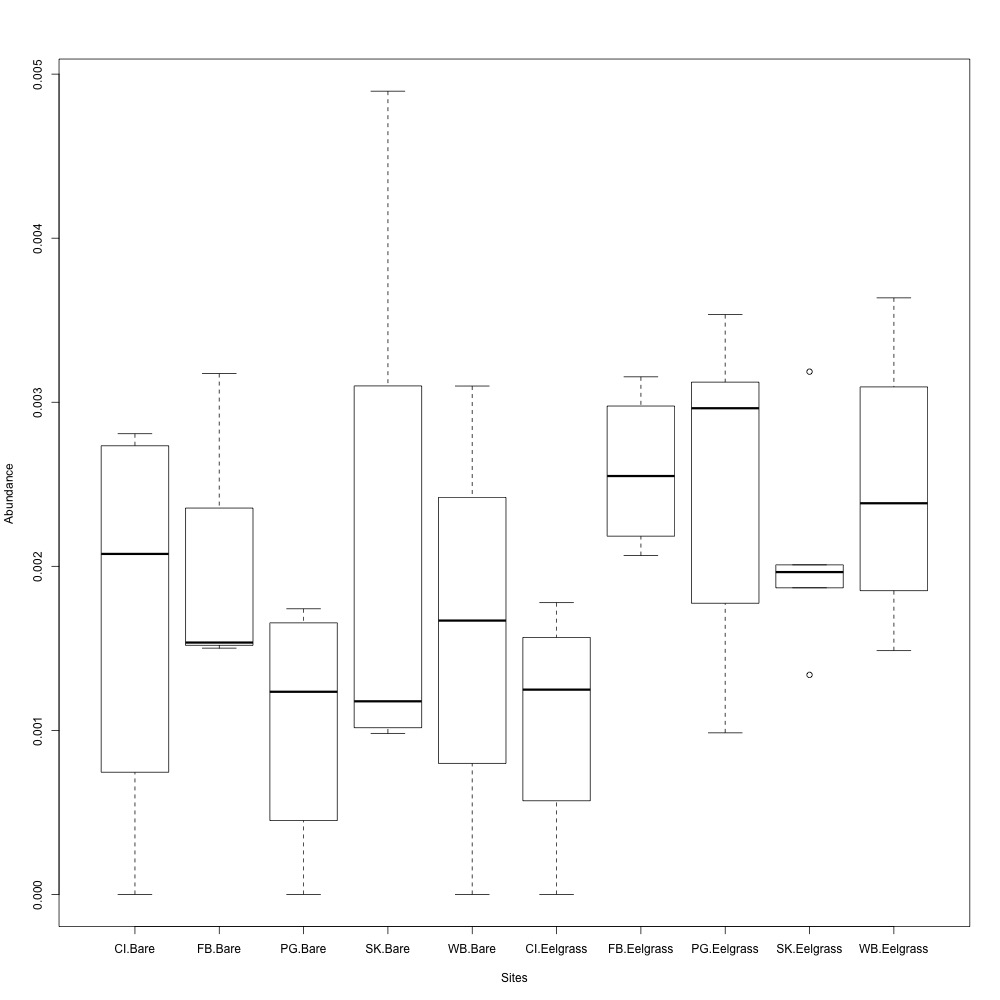 0.005
0.004
0.003
0.002
0.001
0.000
Abundance
CI.Bare FB.Bare PG.Bare SK.Bare WB.Bare CI.Eelgrass FB.Eelgrass PG.Eelgrass SK.Eelgrass WB.Eelgrass
Sites